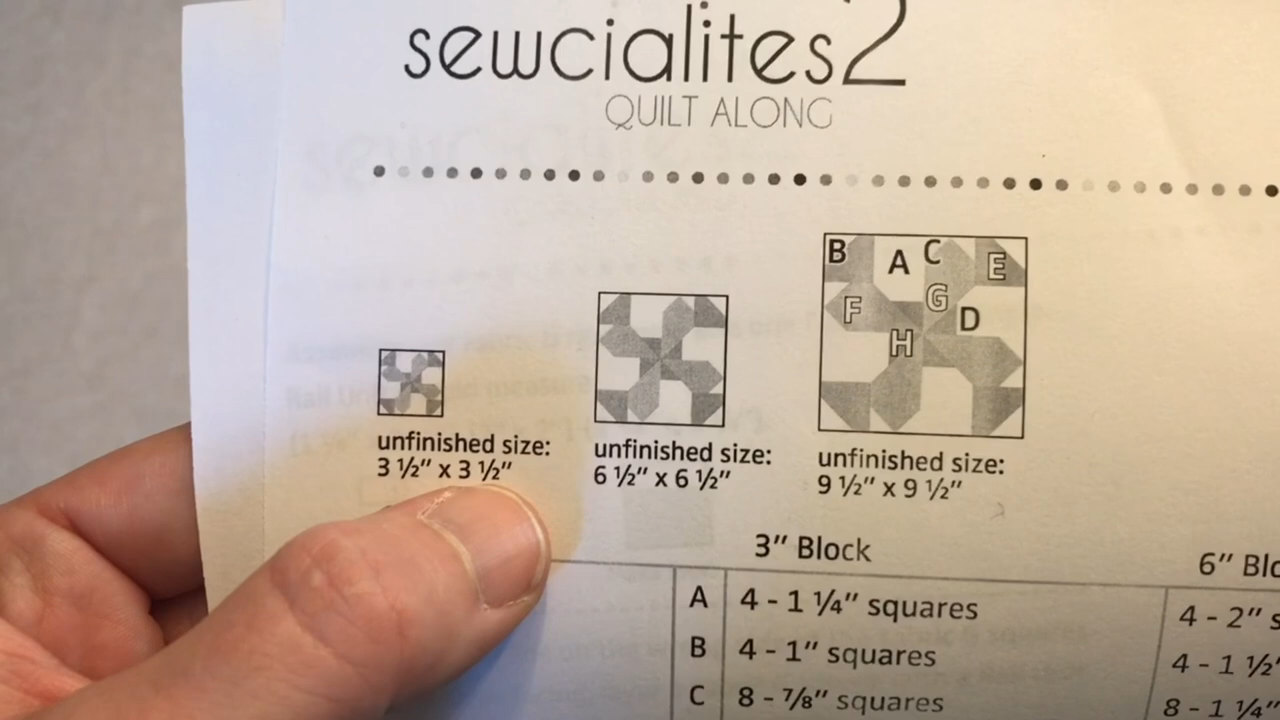 sewcialites2
QUILT ALONG
B A C E
F G D
H
unfinished size:
3 ½" x 3 ½"
unfinished size:
6 ½" x 6 ½"
unfinished size:
9 ½" x 9 ½"
3" Block
6" Blo
A 4 - 1 ¼" squares 4 - 2" s
B 4 - 1" squares 4 - 1 ½"
C 8 - ⅞" squares 8 - 1 ¼"